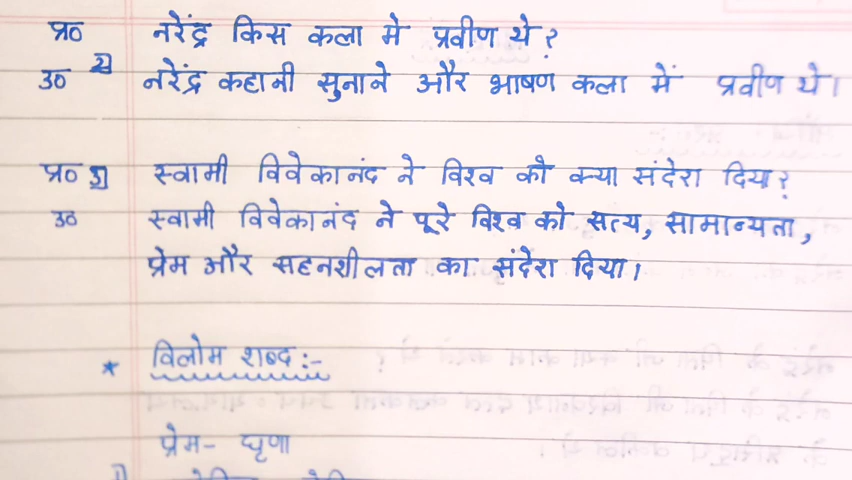 प्र० नरेंद्र किस कला मे प्रवीण थे?
उ० नरेंद्र कहानी सुनाने और भाषण कला में प्रवीण थे।
प्र० स्वामी विवेकानंद ने विश्व को क्या संदेश दिया?
उ० स्वामी विवेकानंद ने पूरे विश्व को सत्य, सामान्यता,
प्रेम और सहनशीलता का संदेश दिया।
* विलोम शब्द:-
प्रेम- घृणा